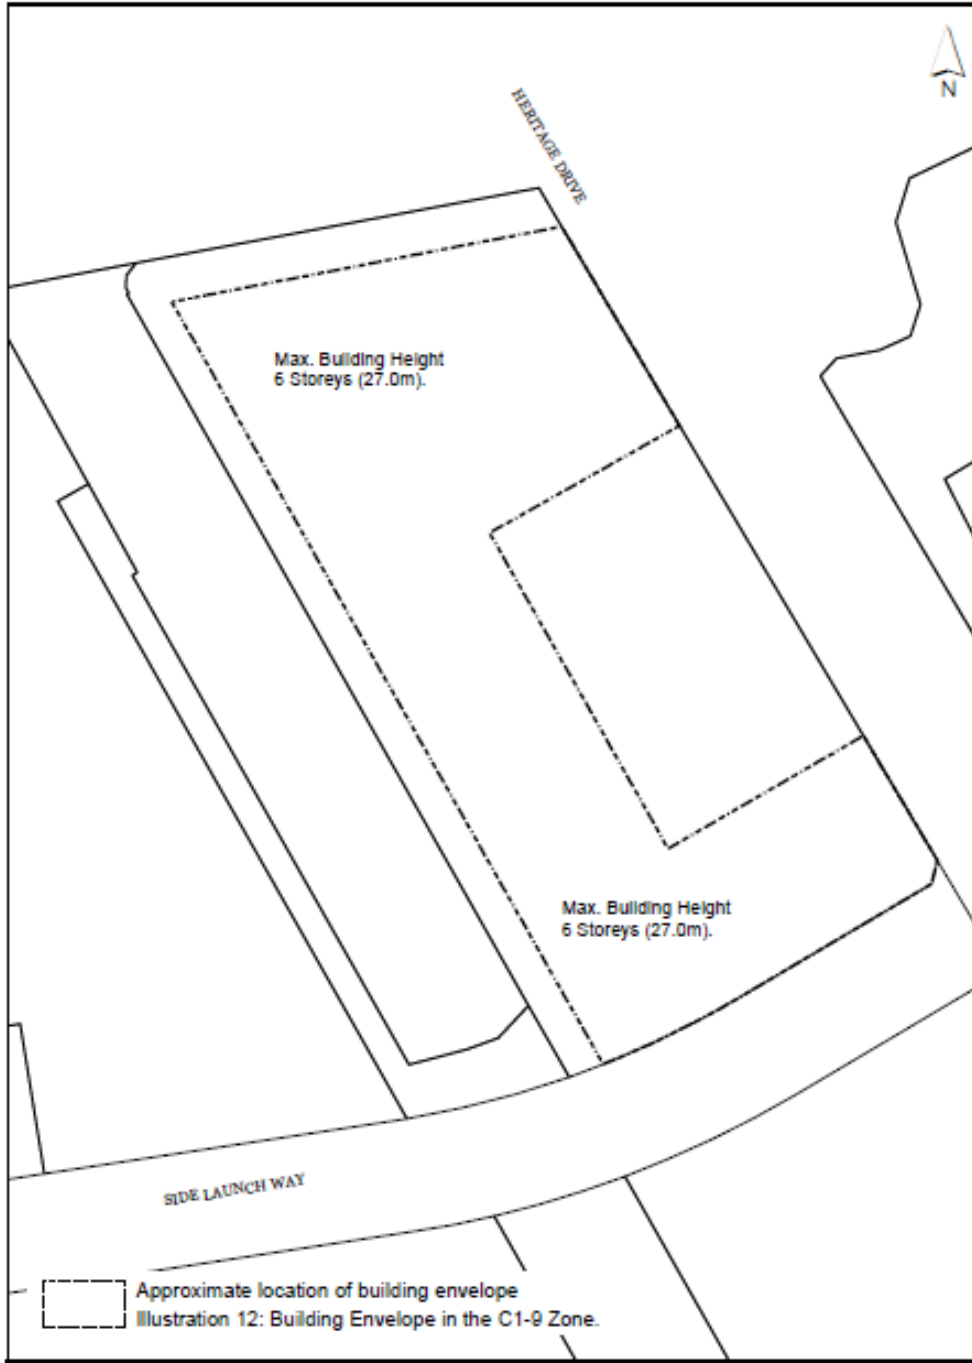 N
HERITAGE DRIVE
Max. Building Height
6 Storeys (27.0m).
Max. Building Height
6 Storeys (27.0m).
SIDE LAUNCH WAY
Approximate location of building envelope
Illustration 12: Building Envelope in the C1-9 Zone.